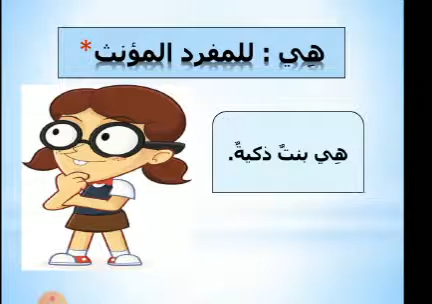 هِي : للمفرد المؤنث*
هِي بنتٌ ذكيةٌ.